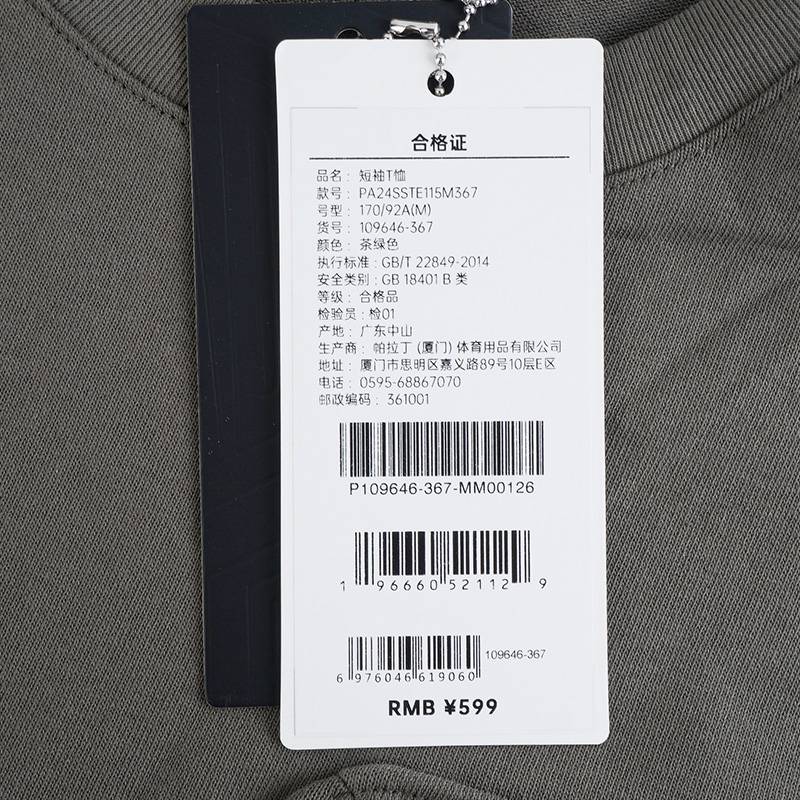 合格证
品名：短袖T恤
款号：PA24SSTE115M367
号型：170/92A(M)
货号：109646-367
颜色：茶绿色
执行标准：GB/T 22849-2014
安全类别：GB 18401 B 类
等级：合格品
检验员：检01
产地：广东中山
生产商：帕拉丁 (厦门) 体育用品有限公司
地址：厦门市思明区嘉义路89号10层E区
电话：0595-68867070
邮政编码：361001
P109646-367-MM00126
1 96660 52112 9
109646-367
6 976046 619060
RMB ¥599